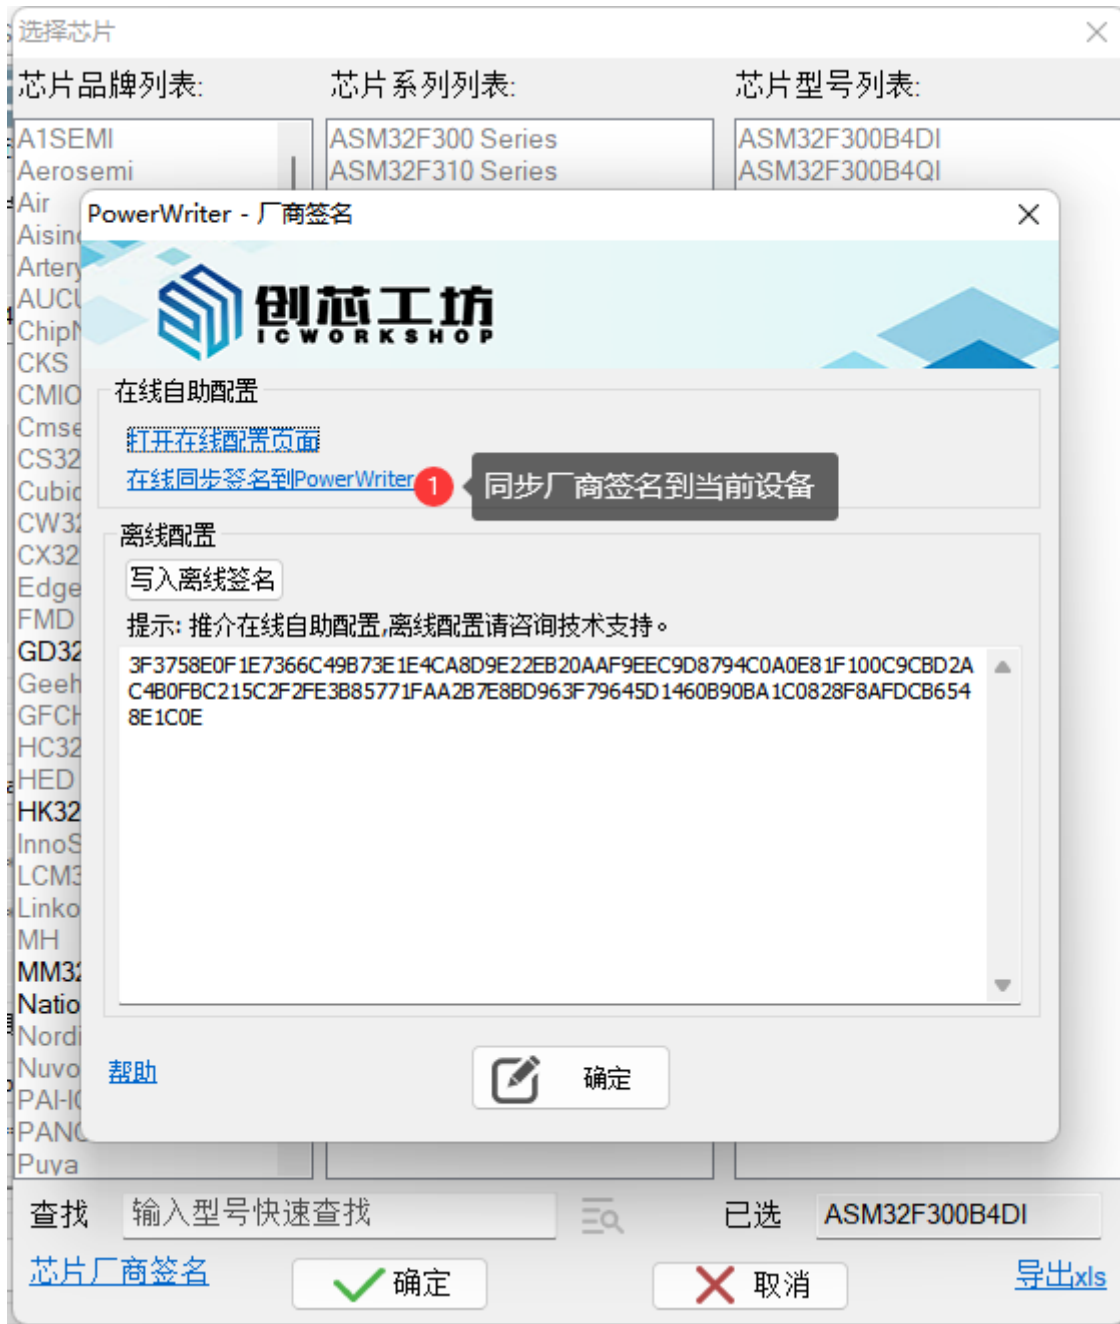 选择芯片
芯片品牌列表:
芯片系列列表:
芯片型号列表:
A1SEMI
ASM32F300 Series
ASM32F300B4DI
Aerosemi
ASM32F310 Series
ASM32F300B4QI
Air
PowerWriter - 厂商签名
创芯工坊
ICWORKSHOP
CKS
在线自助配置
打开在线配置页面
在线同步签名到PowerWriter
1
同步厂商签名到当前设备
离线配置
写入离线签名
提示: 推介在线自助配置,离线配置请咨询技术支持。
3F3758E0F1E7366C49B73E1E4CA8D9E22EB20AAF9EEC9D8794C0A0E81F100C9CBD2A
C4B0FBC215C2F2FE3B85771FAA2B7E8BD963F79645D1460B90BA1C0828F8AFDCB654
8E1C0E
FMD
GD32
HC32
HED
HK32
MH
帮助
确定
Puya
查找
输入型号快速查找
已选
ASM32F300B4DI
芯片厂商签名
确定
取消
导出xls